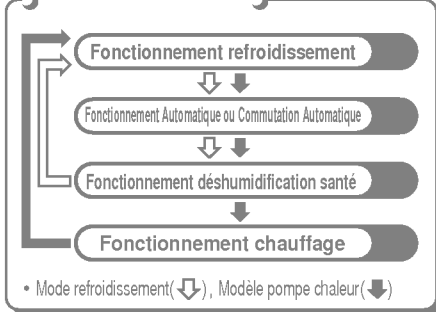 Fonctionnement refroidissement
Fonctionnement Automatique ou Commutation Automatique
Fonctionnement déshumidification santé
Fonctionnement chauffage
• Mode refroidissement( ), Modèle pompe chaleur( )